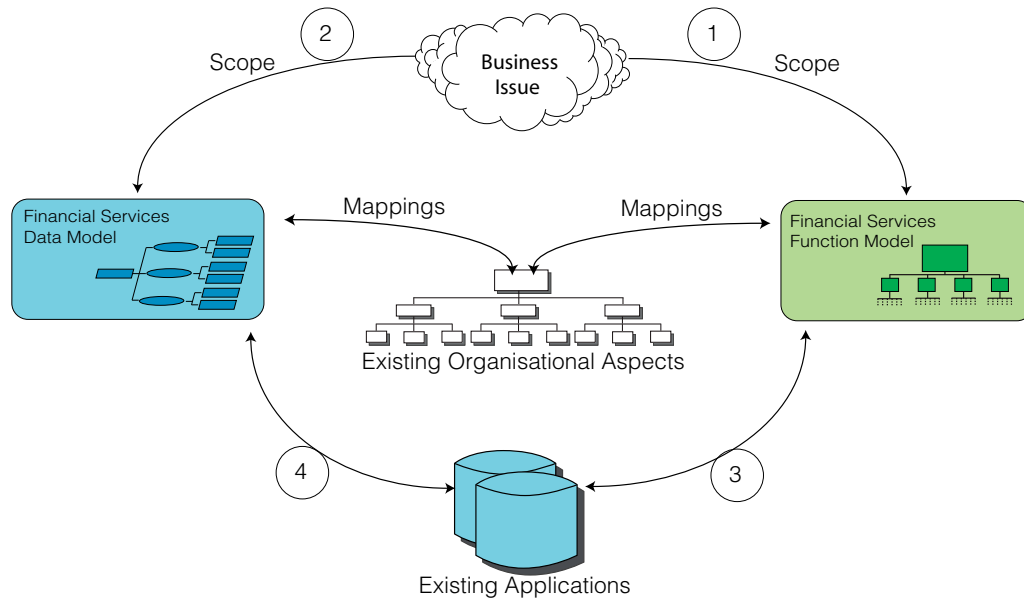 2
1
Scope
Business
Issue
Scope
Mappings
Mappings
Financial Services
Data Model
Financial Services
Function Model
Existing Organisational Aspects
4
3
Existing Applications